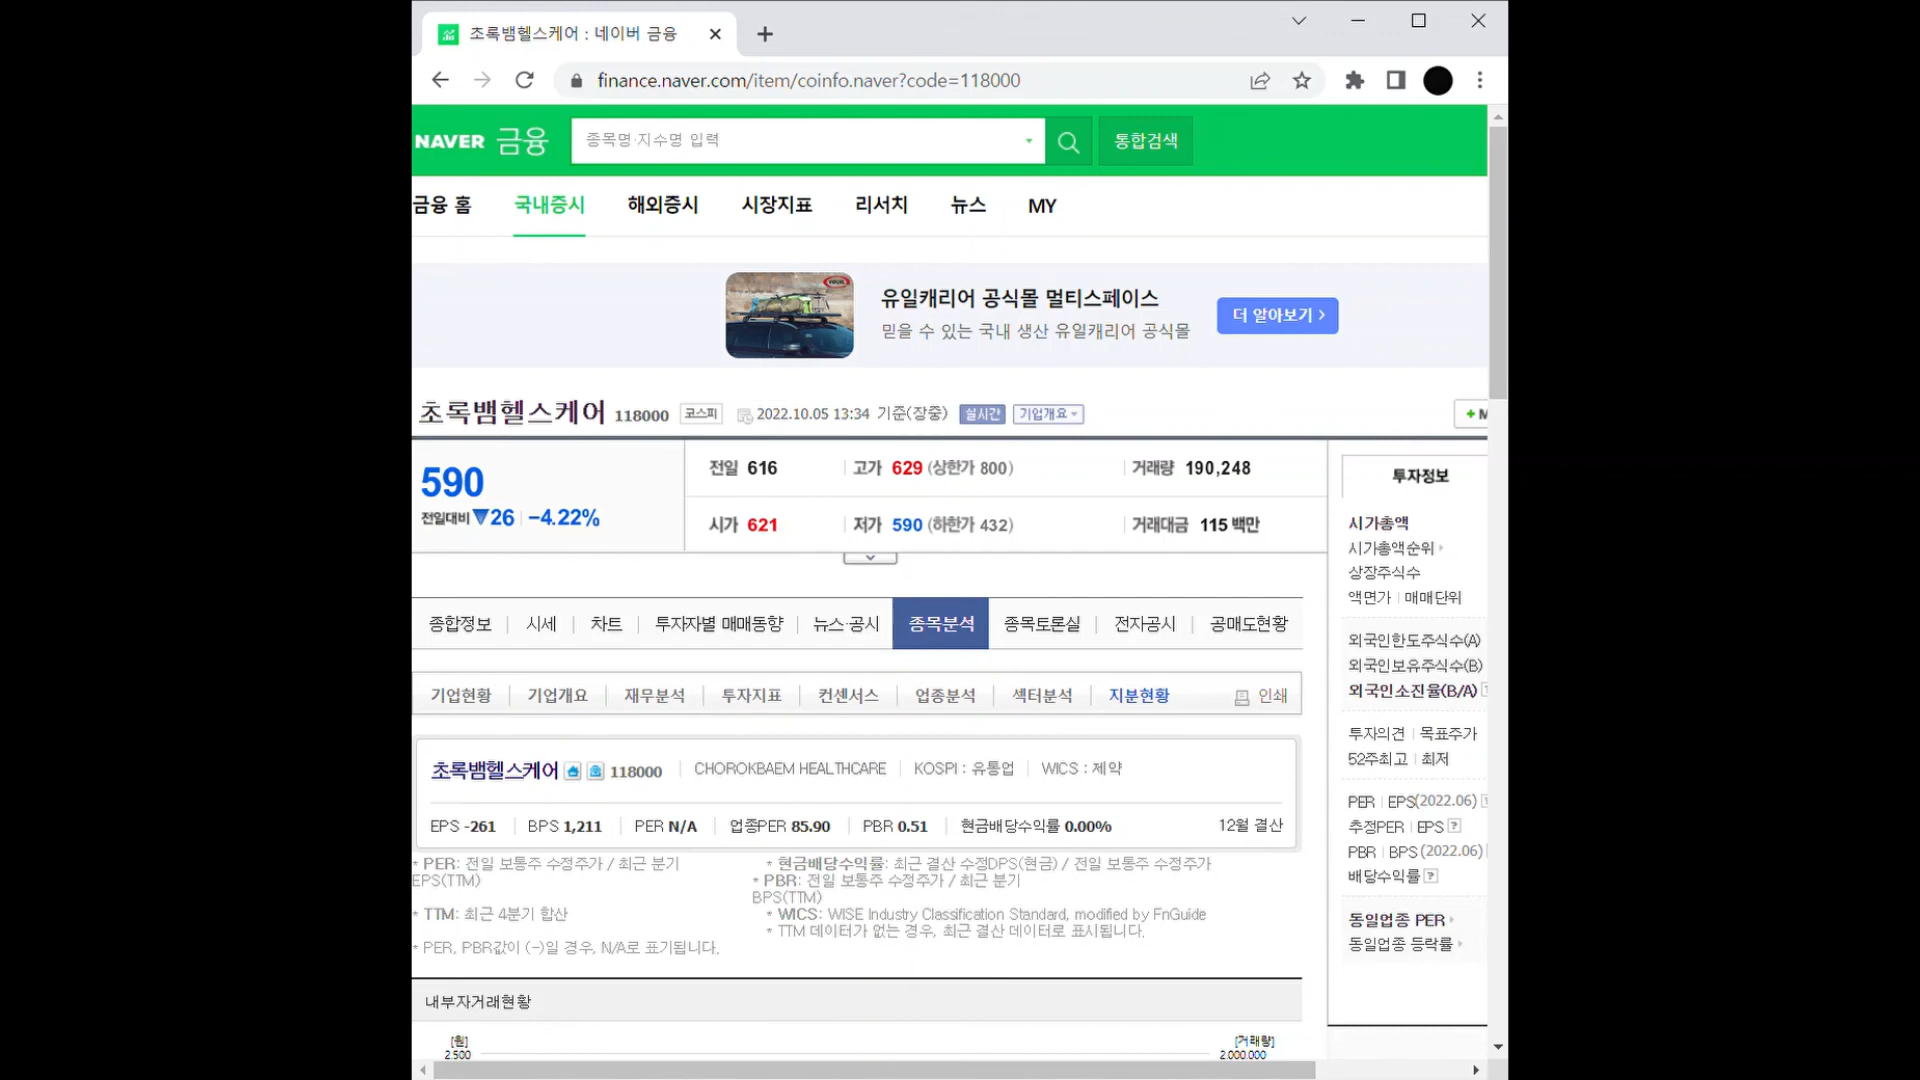 초록뱀헬스케어 : 네이버 금융
finance.naver.com/item/coinfo.naver?code=118000
NAVER 금융 종목명·지수명 입력 통합검색
금융 홈 국내증시 해외증시 시장지표 리서치 뉴스 MY
유일캐리어 공식몰 멀티스페이스
믿을 수 있는 국내 생산 유일캐리어 공식몰
더 알아보기 >
초록뱀헬스케어 118000 코스피 2022.10.05 13:34 기준(장중) 실시간 기업개요
590
전일대비 ▼26 -4.22%
전일 616 고가 629 (상한가 800) 거래량 190,248
시가 621 저가 590 (하한가 432) 거래대금 115 백만
종합정보 시세 차트 투자자별 매매동향 뉴스·공시 종목분석 종목토론실 전자공시 공매도현황
기업현황 기업개요 재무분석 투자지표 컨센서스 업종분석 섹터분석 지분현황 인쇄
초록뱀헬스케어 118000 CHOROKBAEM HEALTHCARE KOSPI : 유통업 WICS : 제약
EPS -261 BPS 1,211 PER N/A 업종PER 85.90 PBR 0.51 현금배당수익률 0.00% 12월 결산
* PER: 전일 보통주 수정주가 / 최근 분기
EPS(TTM)
* TTM: 최근 4분기 합산
* PER, PBR값이 (-)일 경우, N/A로 표기됩니다.
* 현금배당수익률: 최근 결산 수정DPS(현금) / 전일 보통주 수정주가
* PBR: 전일 보통주 수정주가 / 최근 분기
BPS(TTM)
* WICS: WISE Industry Classification Standard, modified by FnGuide
* TTM 데이터가 없는 경우, 최근 결산 데이터로 표시됩니다.
내부자거래현황
[원] [거래량]
2,500 2,000,000
+ M
투자정보
시가총액
시가총액순위
상장주식수
액면가 매매단위
외국인한도주식수(A)
외국인보유주식수(B)
외국인소진율(B/A)
투자의견 목표주가
52주최고 최저
PER EPS(2022.06)
추정PER EPS ?
PBR BPS (2022.06)
배당수익률 ?
동일업종 PER
동일업종 등락률